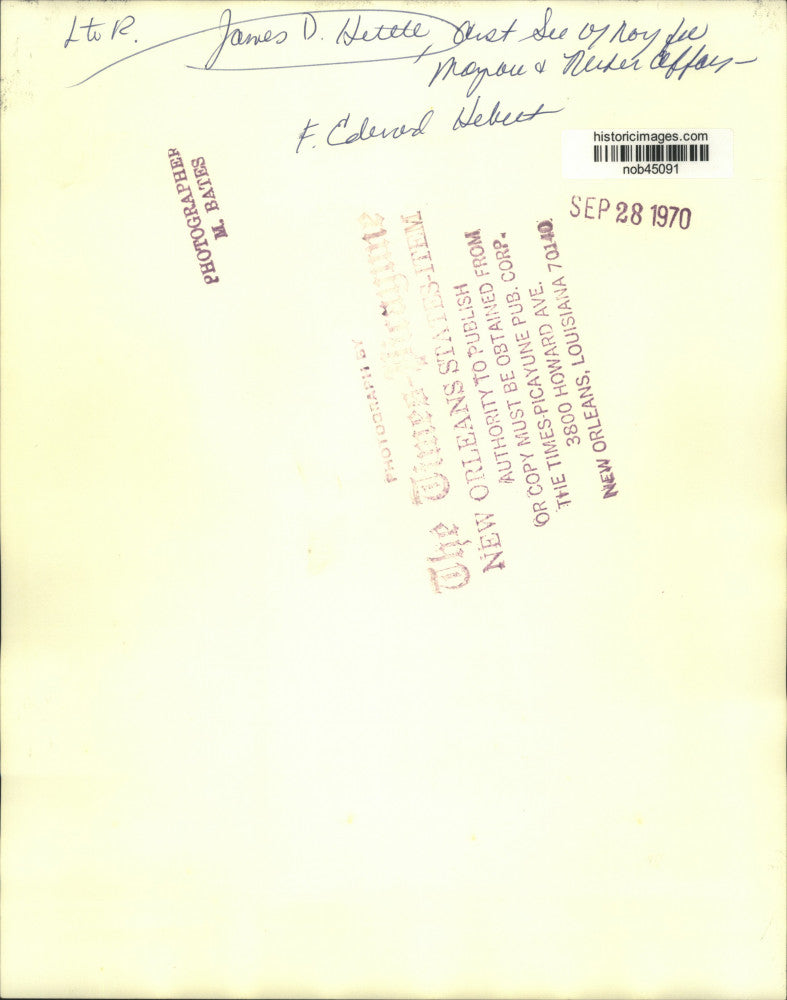 L to R. James D. Hittle, Asst Sec of Navy for
Manpower & Reserve Affairs
F. Edward Hebert
historicimages.com
nob45091
SEP 28 1970
PHOTOGRAPHER
M. BATES
PHOTOGRAPH BY
The Times-Picayune
NEW ORLEANS STATES-ITEM
AUTHORITY TO PUBLISH
OR COPY MUST BE OBTAINED FROM
THE TIMES-PICAYUNE PUB. CORP.
3800 HOWARD AVE.
NEW ORLEANS, LOUISIANA 70140.